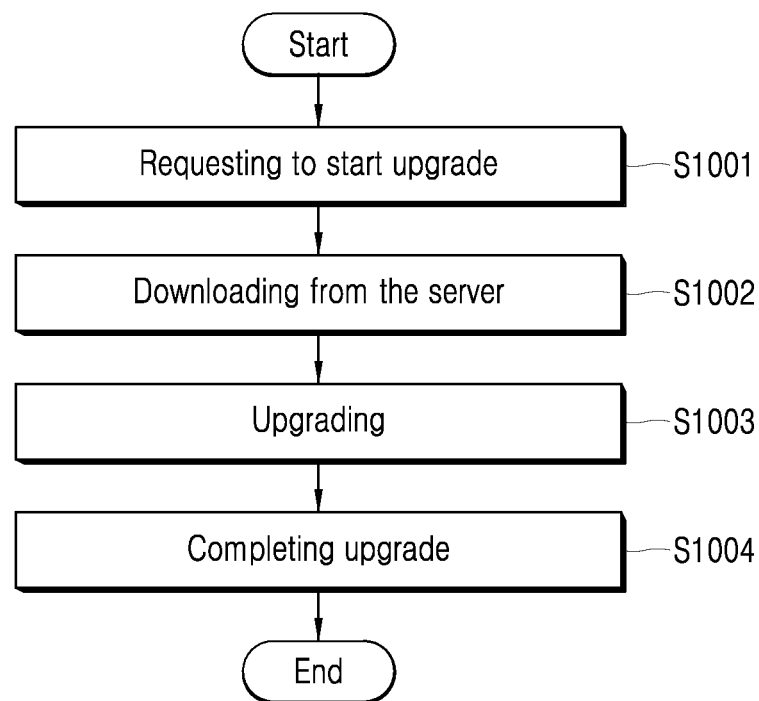 Start
Requesting to start upgrade S1001
Downloading from the server S1002
Upgrading S1003
Completing upgrade S1004
End